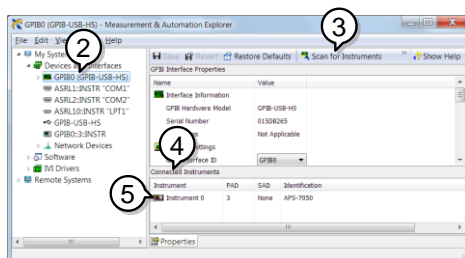 GPIB0 (GPIB-USB-HS) - Measurement & Automation Explorer
3
File Edit Help
2
My System
Devices and Interfaces
GPIB0 (GPIB-USB-HS)
ASRL1::INSTR "COM1"
ASRL2::INSTR "COM2"
ASRL10::INSTR "LPT1"
GPIB-USB-HS
GPIB0::3::INSTR
Network Devices
Software
IVI Drivers
Remote Systems
Save Revert Restore Defaults Scan for Instruments » Show Help
GPIB Interface Properties
Name Value
Interface Information
GPIB Hardware Model GPIB-USB-HS
Serial Number 015DB265
Not Applicable
4
Interface ID GPIB0
Connected Instruments
Instrument PAD SAD Identification
5
Instrument 0 3 None APS-7050
Properties